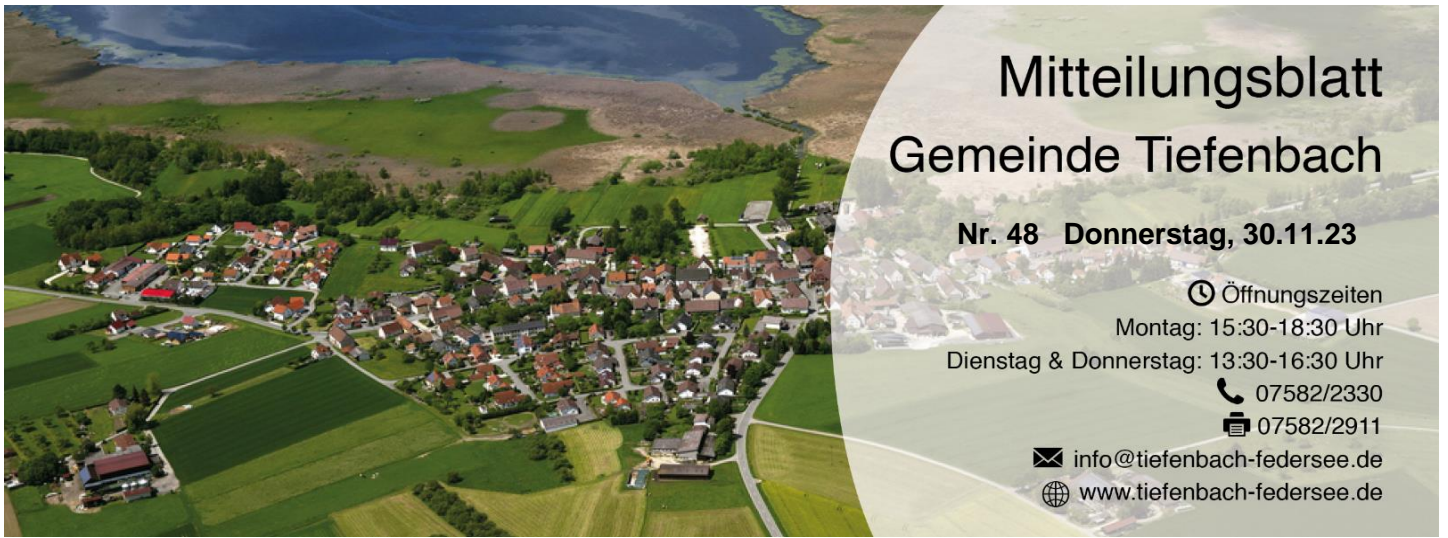 Mitteilungsblatt
Gemeinde Tiefenbach
Nr. 48 Donnerstag, 30.11.23
Öffnungszeiten
Montag: 15:30-18:30 Uhr
Dienstag & Donnerstag: 13:30-16:30 Uhr
07582/2330
07582/2911
info@tiefenbach-federsee.de
www.tiefenbach-federsee.de